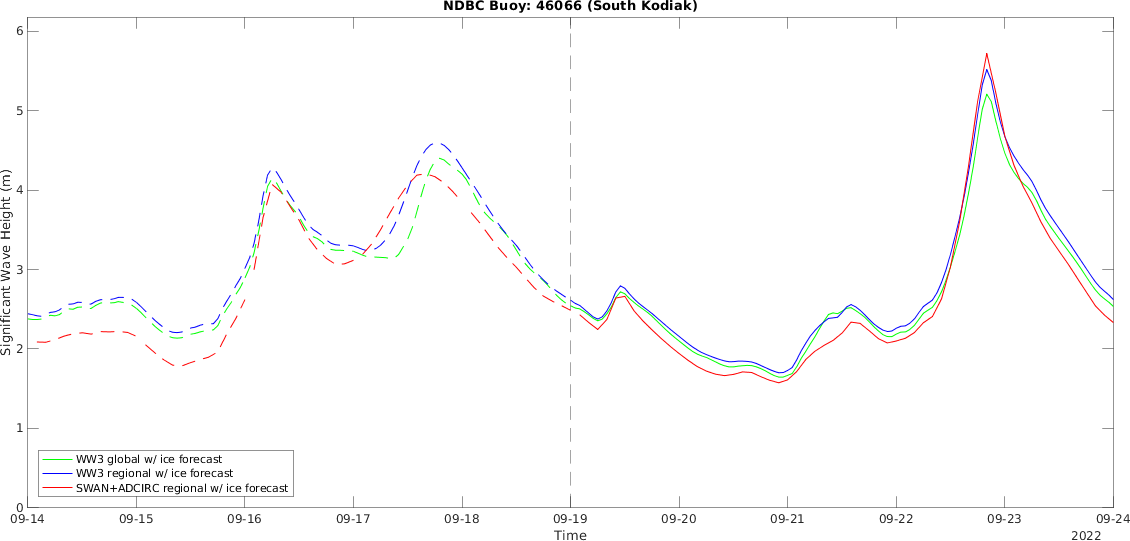 NDBC Buoy: 46066 (South Kodiak)
6
5
4
3
2
1
0
Significant Wave Height (m)
WW3 global w/ ice forecast
WW3 regional w/ ice forecast
SWAN+ADCIRC regional w/ ice forecast
09-14 09-15 09-16 09-17 09-18 09-19 09-20 09-21 09-22 09-23 09-24
Time
2022